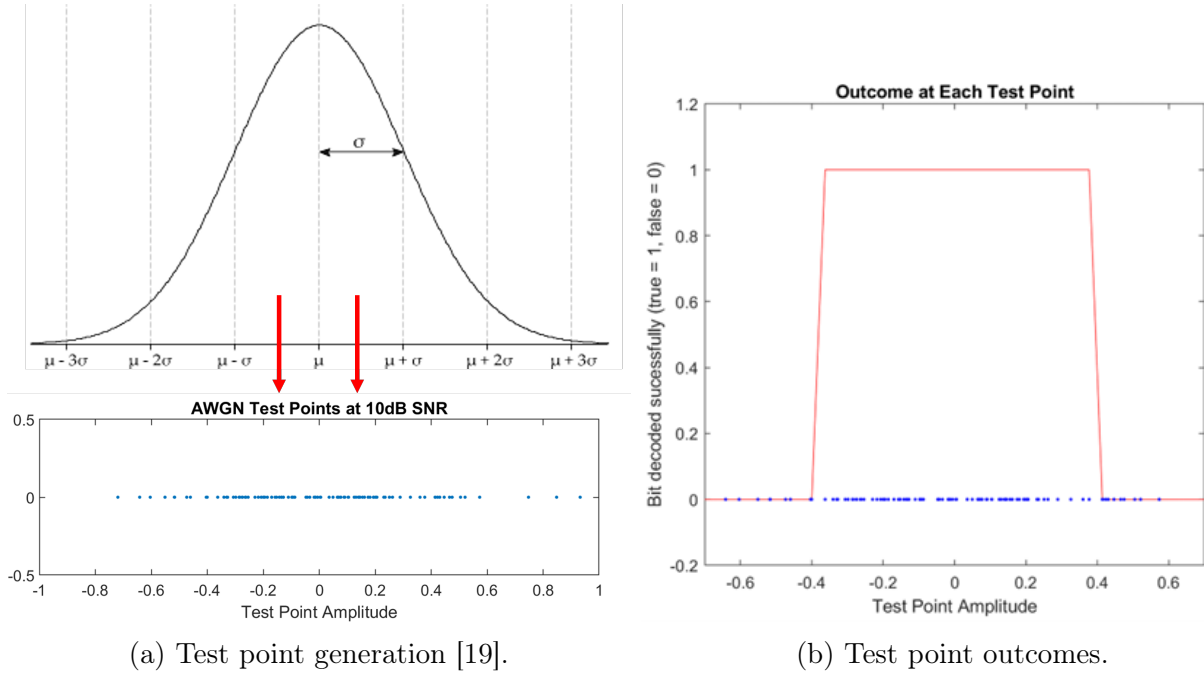 σ
μ - 3σ μ - 2σ μ - σ μ μ + σ μ + 2σ μ + 3σ
AWGN Test Points at 10dB SNR
0.5
0
-0.5
-1 -0.8 -0.6 -0.4 -0.2 0 0.2 0.4 0.6 0.8 1
Test Point Amplitude
(a) Test point generation [19].
Outcome at Each Test Point
Bit decoded sucessfully (true = 1, false = 0)
1.2
1
0.8
0.6
0.4
0.2
0
-0.2
-0.6 -0.4 -0.2 0 0.2 0.4 0.6
Test Point Amplitude
(b) Test point outcomes.